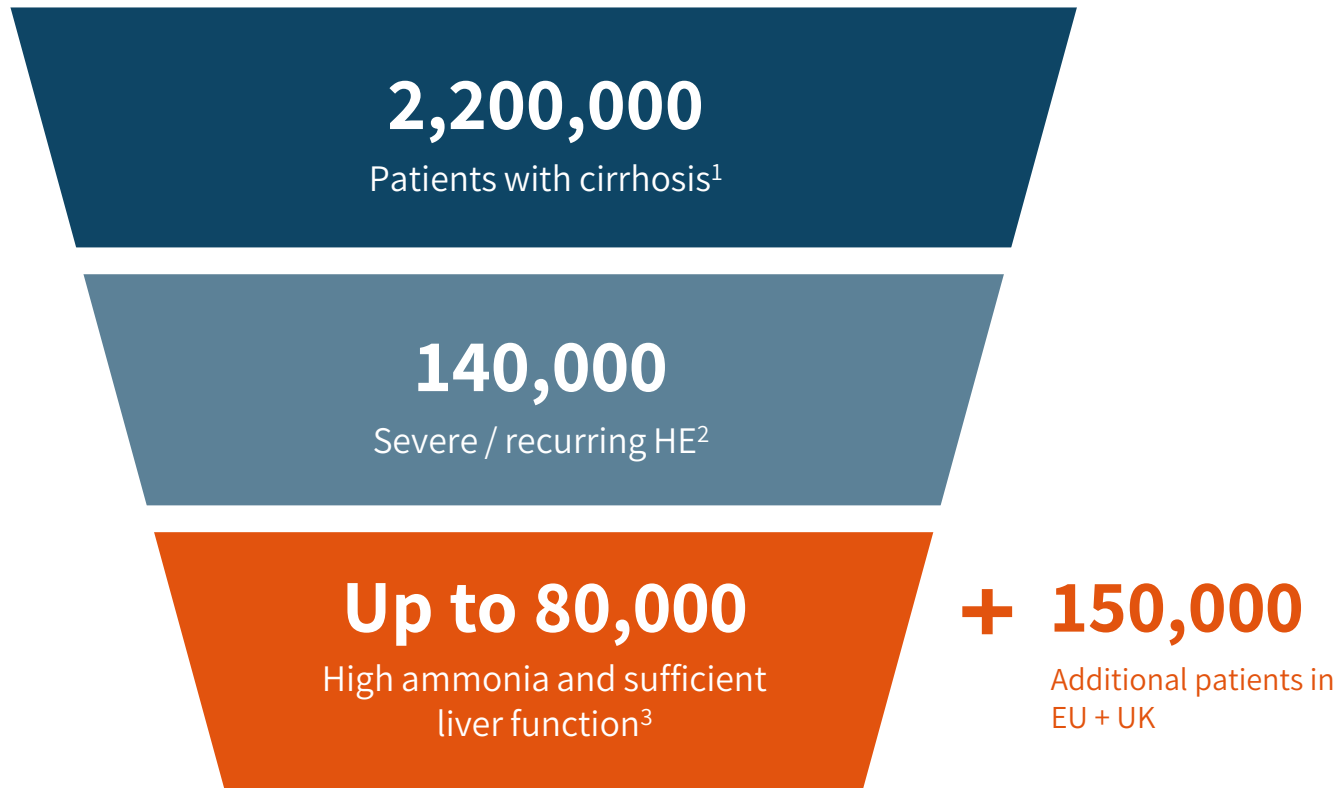 2,200,000
Patients with cirrhosis¹
140,000
Severe / recurring HE²
Up to 80,000
High ammonia and sufficient
liver function³
+ 150,000
Additional patients in
EU + UK